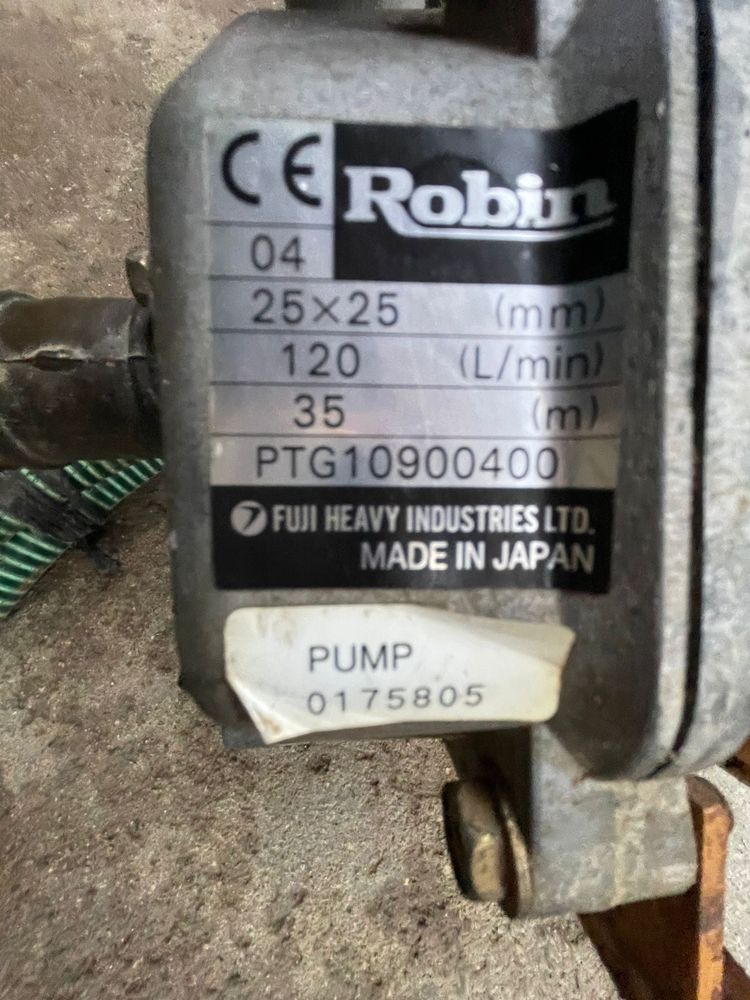 CE Robin
04
25×25 (mm)
120 (L/min)
35 (m)
PTG10900400
FUJI HEAVY INDUSTRIES LTD.
MADE IN JAPAN
PUMP
0175805